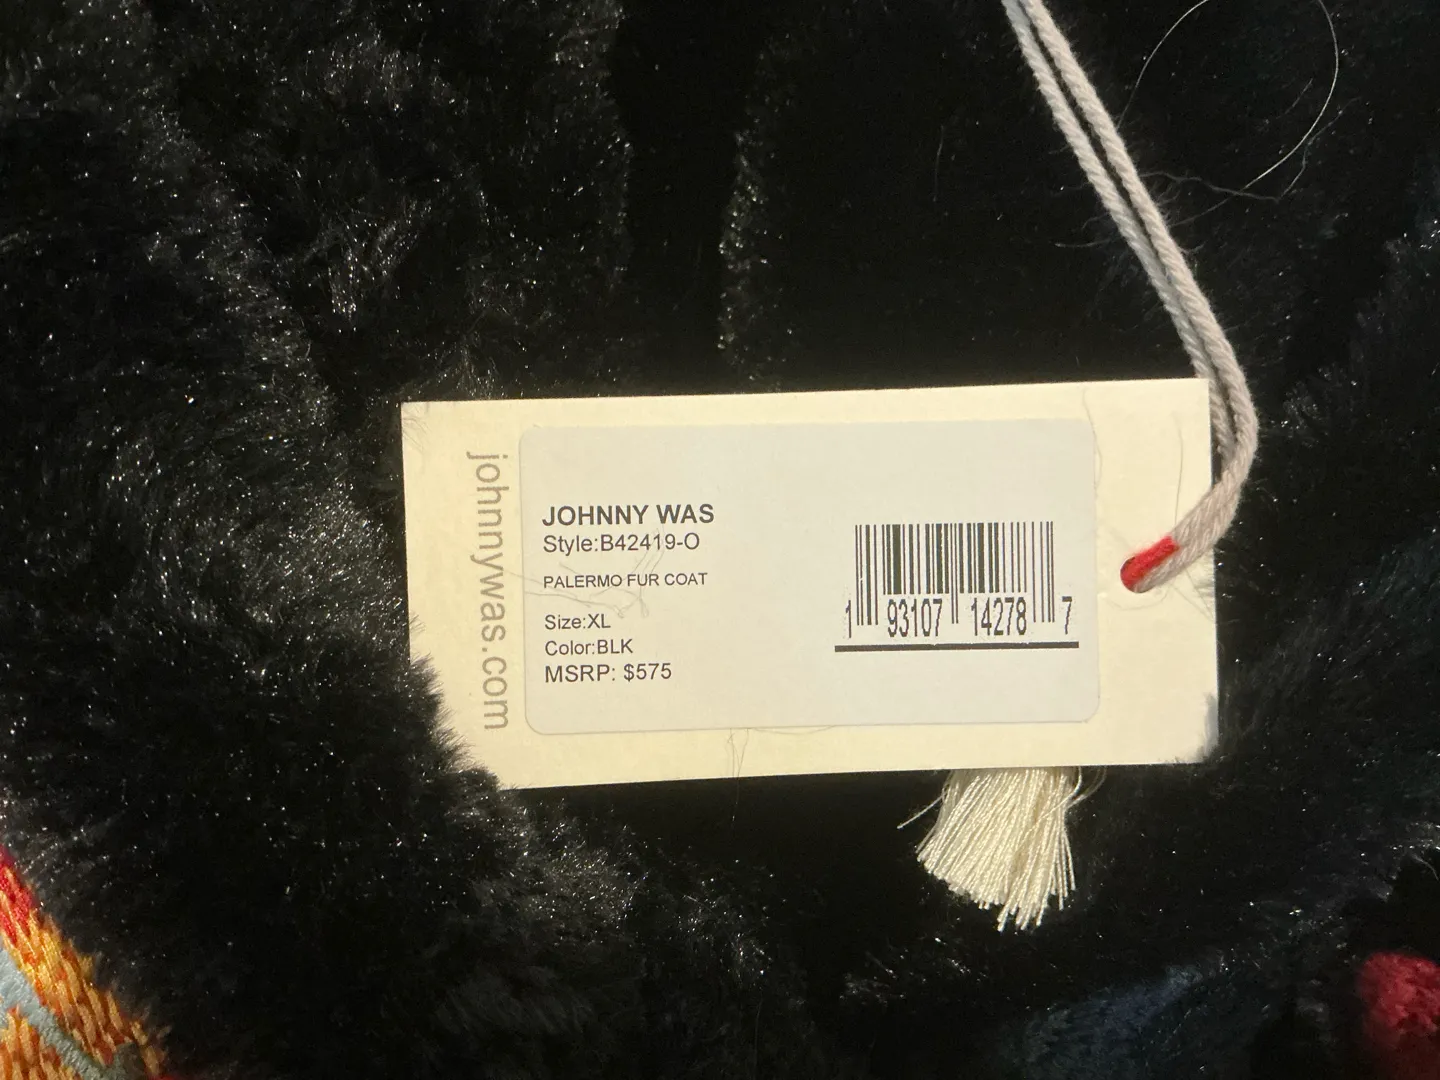 johnnywas.com
JOHNNY WAS
Style:B42419-O
PALERMO FUR COAT
Size:XL
Color:BLK
MSRP: $575
1 93107 14278 7